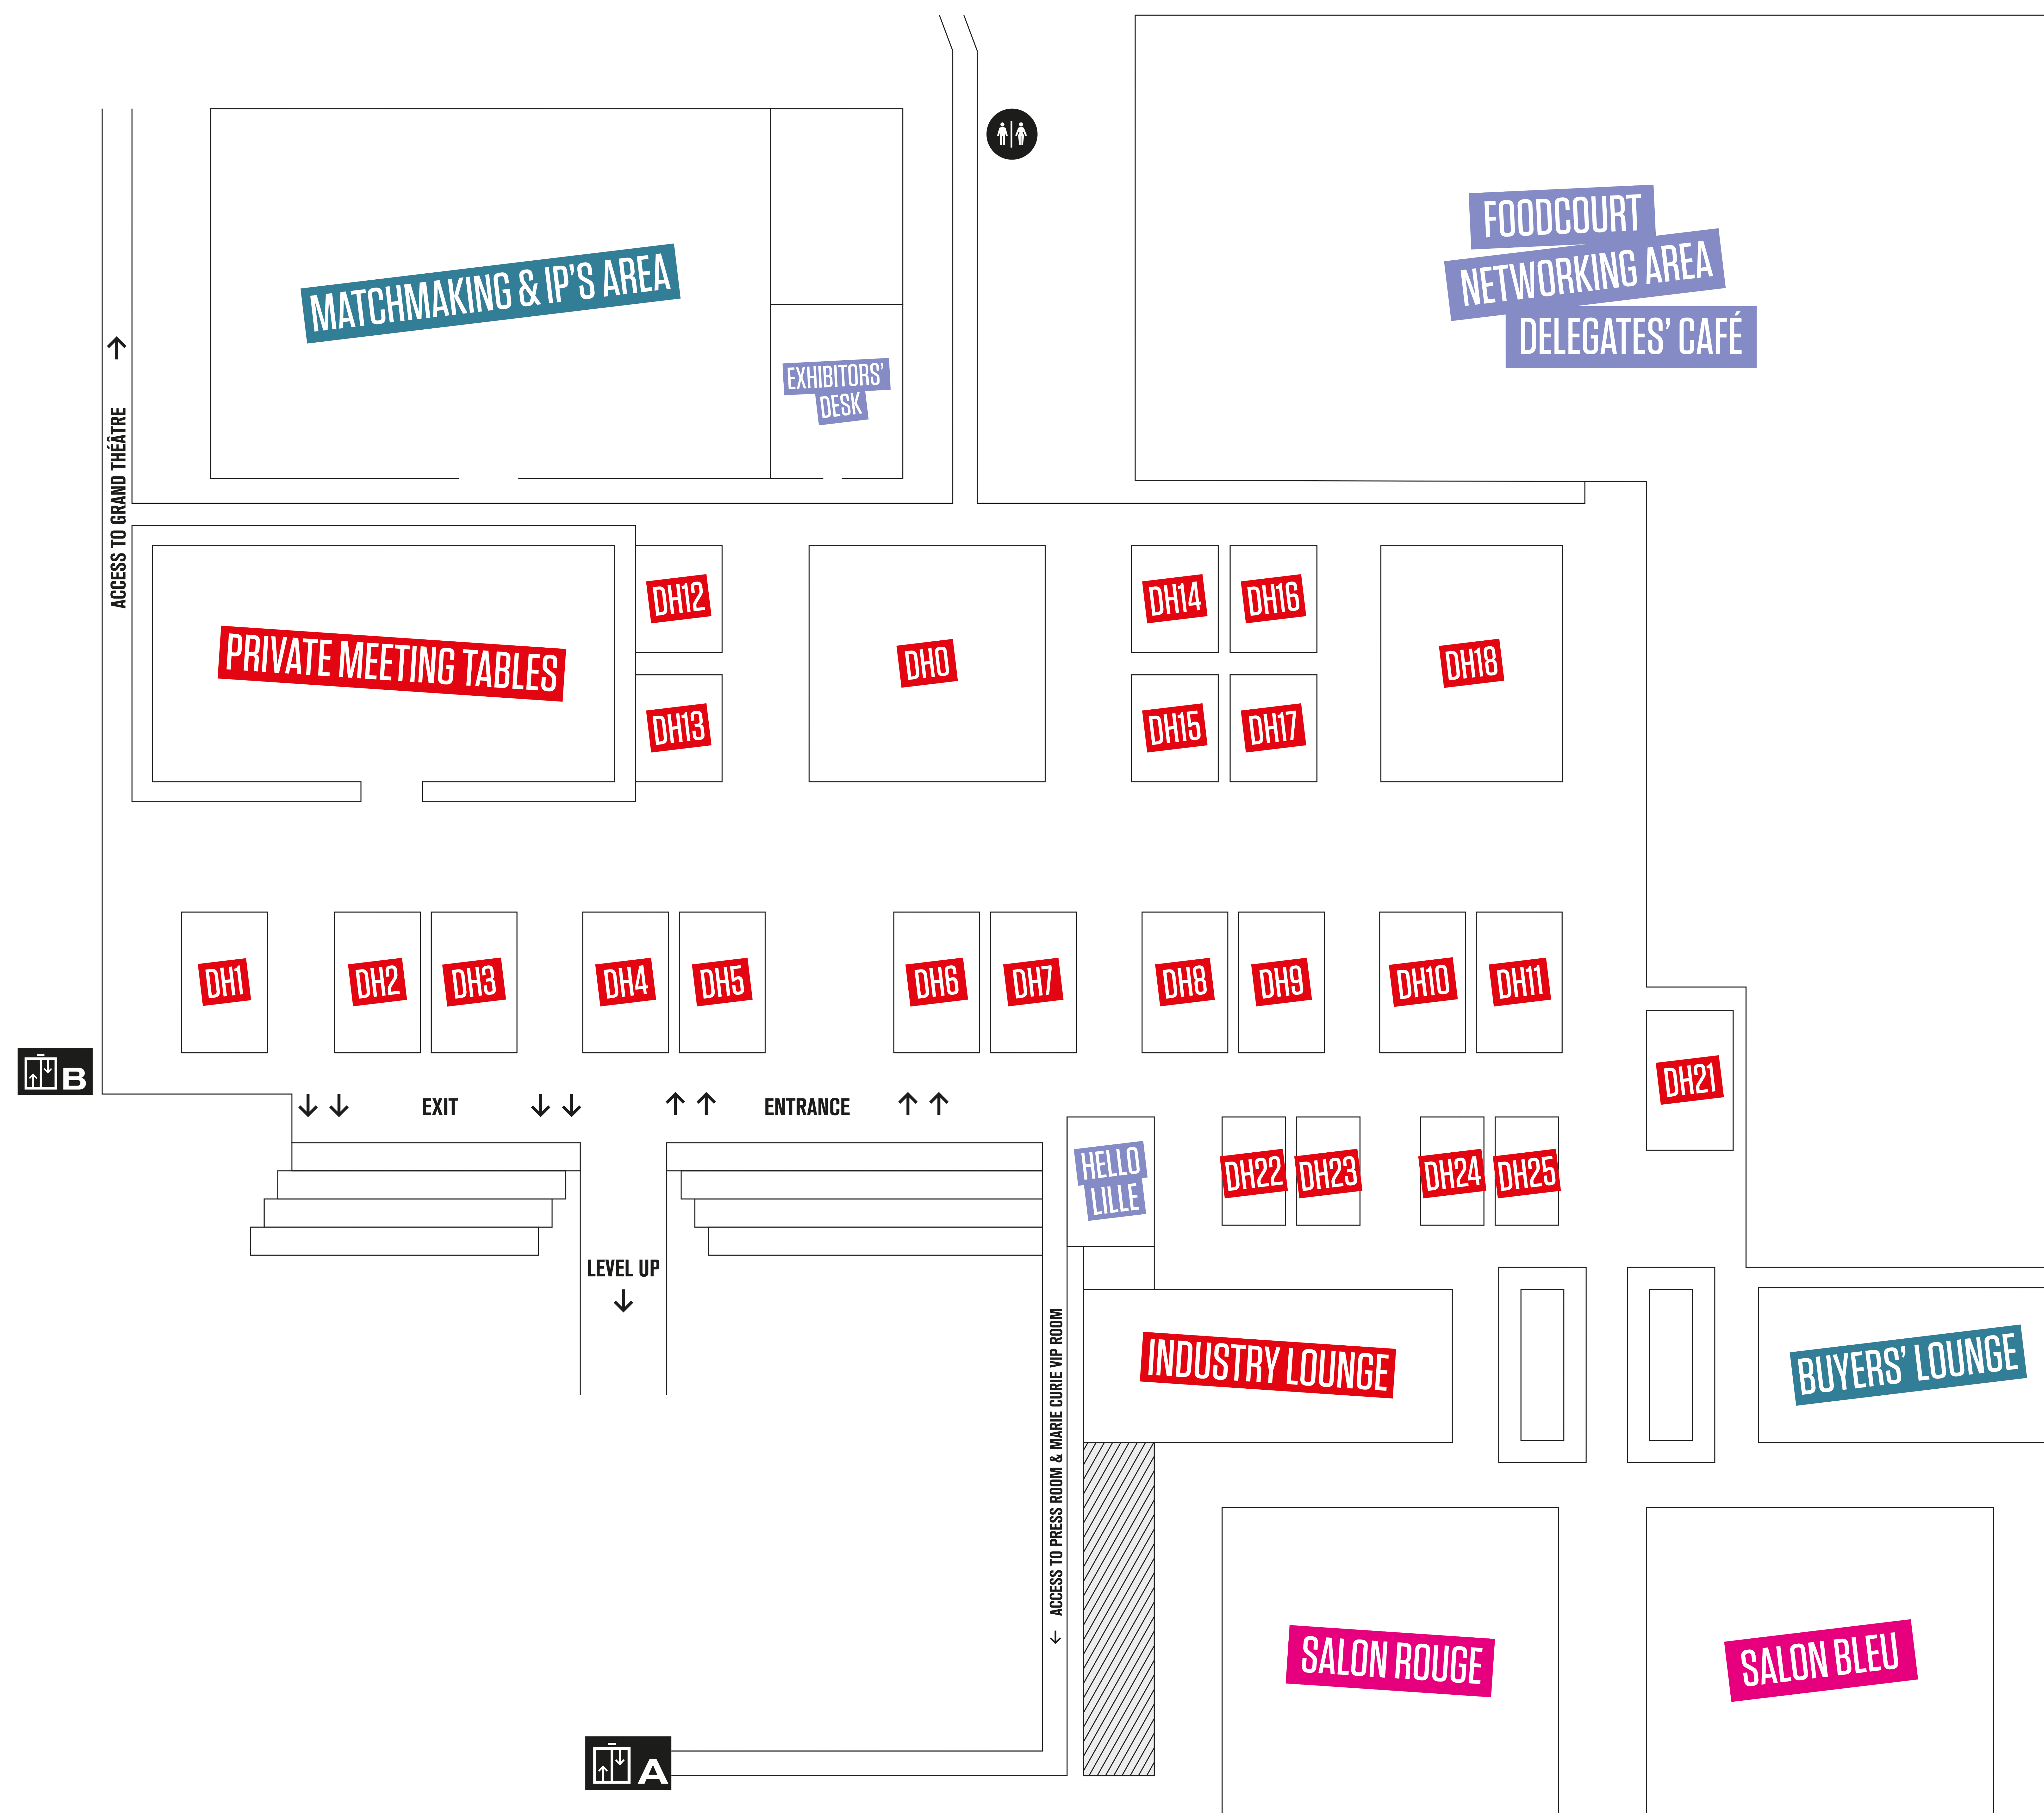 FOODCOURT
NETWORKING AREA
DELEGATES' CAFÉ
MATCHMAKING & IP'S AREA
EXHIBITORS'
DESK
ACCESS TO GRAND THÉÂTRE
PRIVATE MEETING TABLES
DH12
DH13
DH0
DH14
DH16
DH15
DH17
DH18
DH1
DH2
DH3
DH4
DH5
DH6
DH7
DH8
DH9
DH10
DH11
DH21
B
EXIT
ENTRANCE
HELLO
LILLE
DH22
DH23
DH24
DH25
LEVEL UP
ACCESS TO PRESS ROOM & MARIE CURIE VIP ROOM
INDUSTRY LOUNGE
BUYERS' LOUNGE
SALON ROUGE
SALON BLEU
A